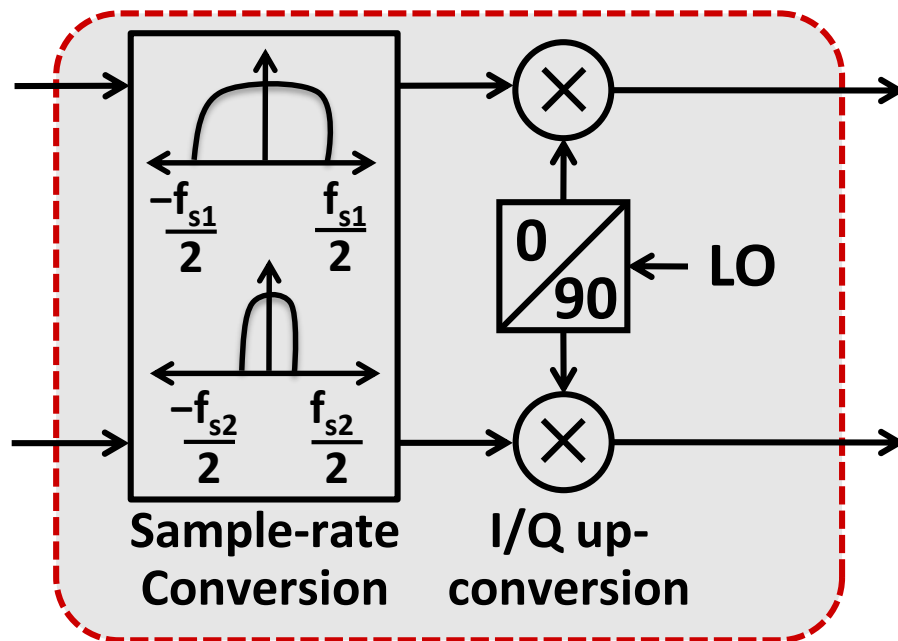 −fs1
2
fs1
2
−fs2
2
fs2
2
0
90
LO
Sample-rate
Conversion
I/Q up-
conversion